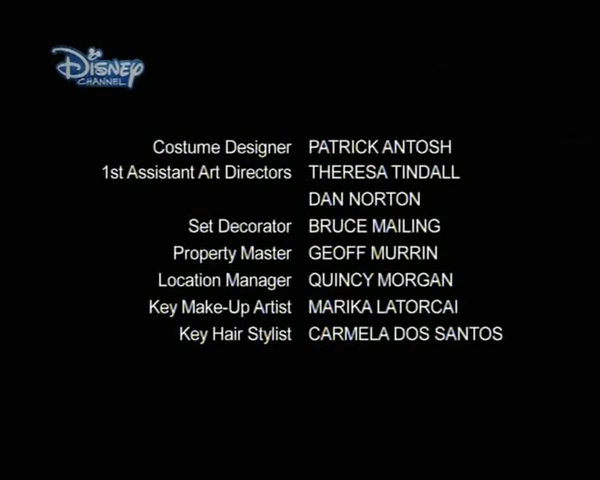 DISNEY
CHANNEL
Costume Designer PATRICK ANTOSH
1st Assistant Art Directors THERESA TINDALL
DAN NORTON
Set Decorator BRUCE MAILING
Property Master GEOFF MURRIN
Location Manager QUINCY MORGAN
Key Make-Up Artist MARIKA LATORCAI
Key Hair Stylist CARMELA DOS SANTOS